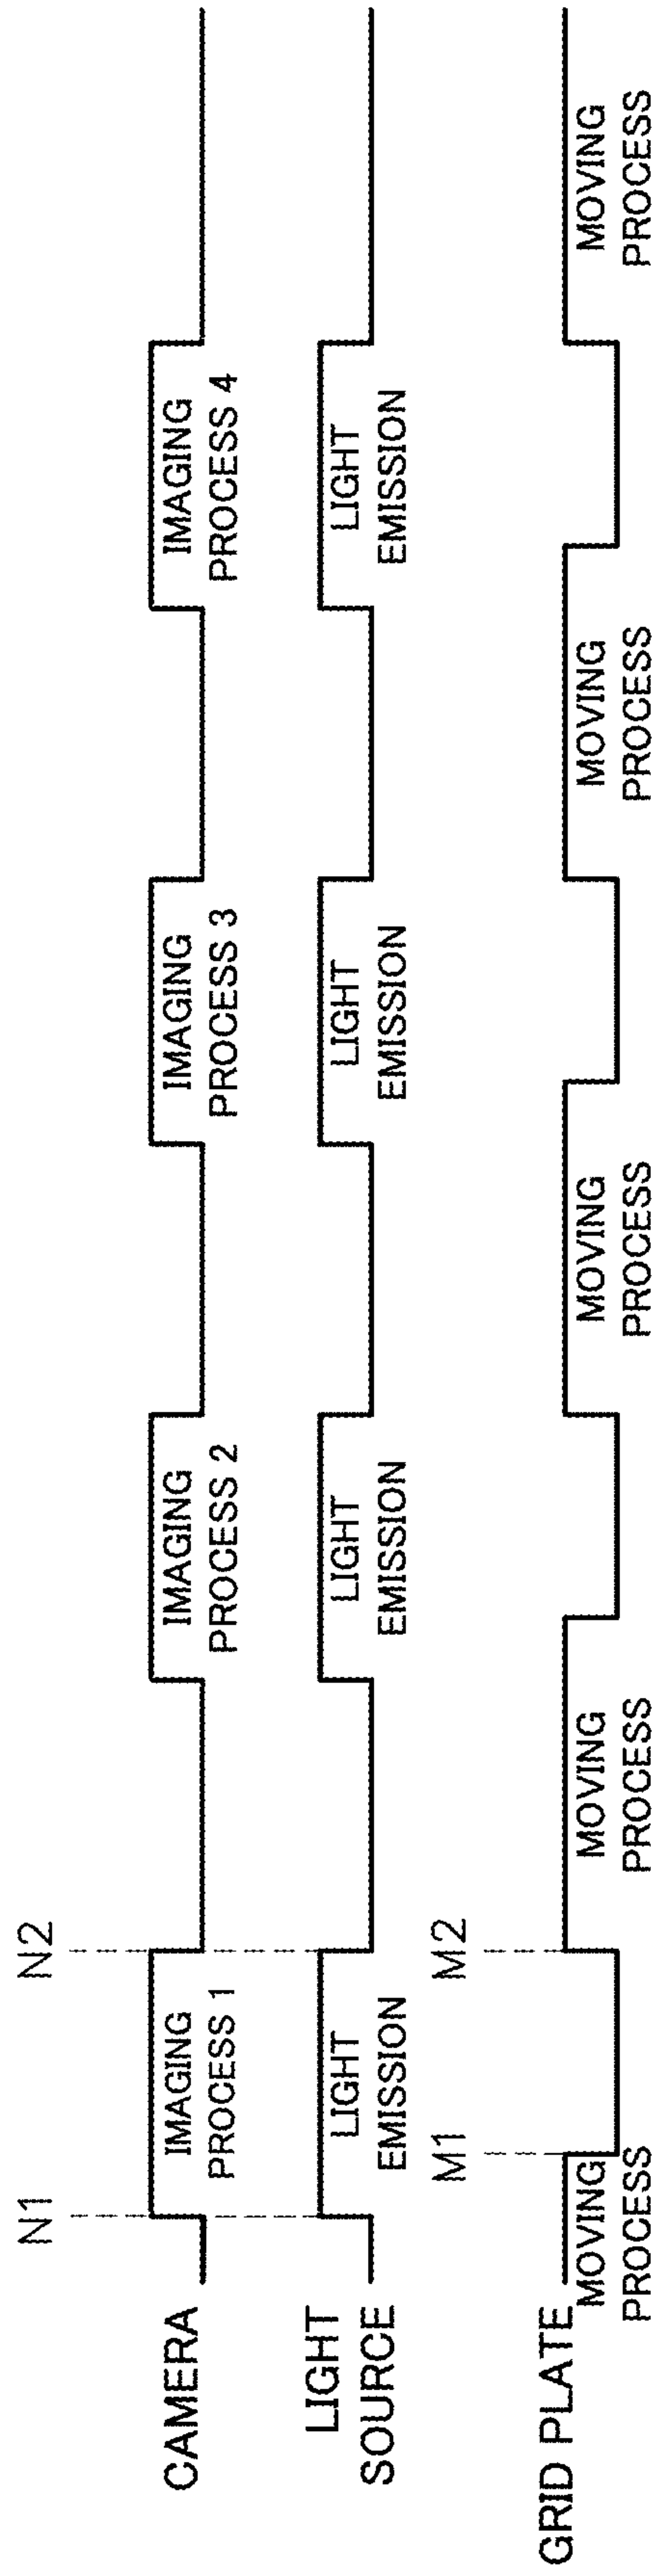 N1
N2
CAMERA
IMAGING
PROCESS 1
IMAGING
PROCESS 2
IMAGING
PROCESS 3
IMAGING
PROCESS 4
LIGHT
SOURCE
LIGHT
EMISSION
LIGHT
EMISSION
LIGHT
EMISSION
LIGHT
EMISSION
M1
M2
GRID PLATE
MOVING
PROCESS
MOVING
PROCESS
MOVING
PROCESS
MOVING
PROCESS
MOVING
PROCESS